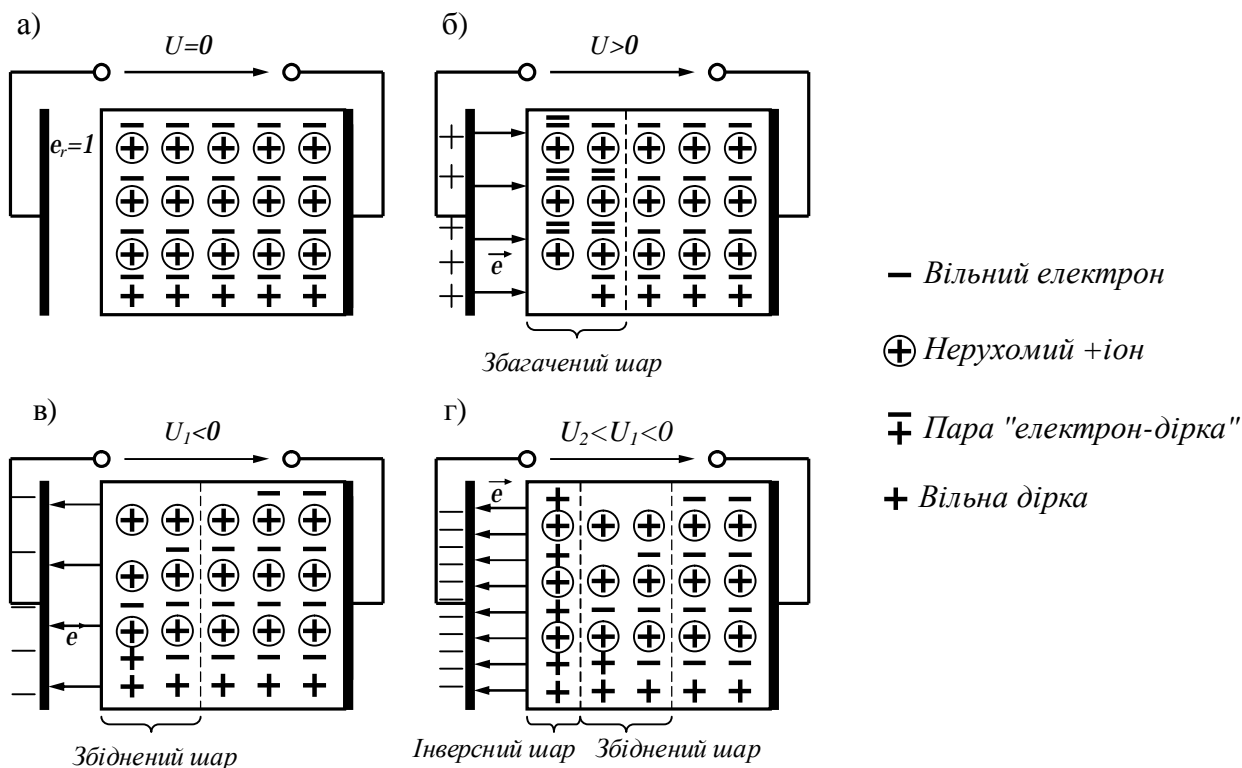 а)
U=0
e_r=1
б)
U>0
e
Збагачений шар
– Вільний електрон
⊕ Нерухомий +іон
Пара "електрон-дірка"
+ Вільна дірка
в)
U₁<0
e
Збіднений шар
г)
U₂<U₁<0
e
Інверсний шар
Збіднений шар